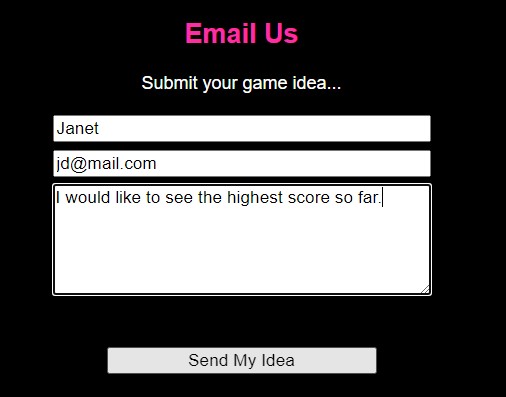 Email Us
Submit your game idea...
Janet
jd@mail.com
I would like to see the highest score so far.
Send My Idea